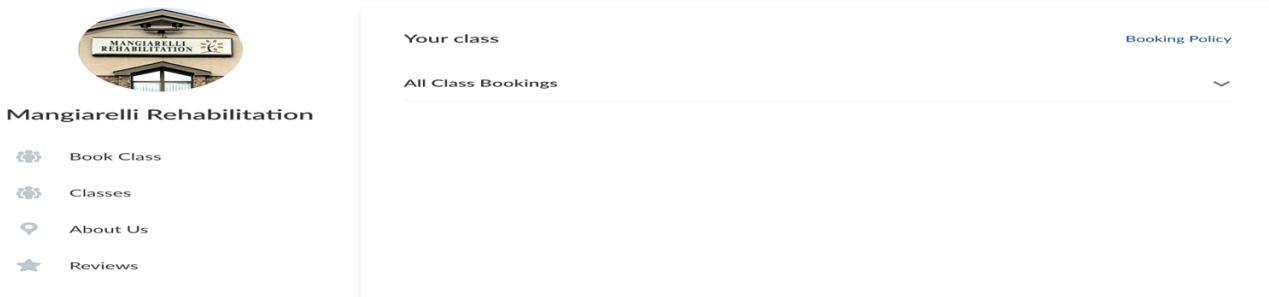 MANGIARELLI
REHABILITATION
Mangiarelli Rehabilitation
Book Class
Classes
About Us
Reviews
Your class
Booking Policy
All Class Bookings